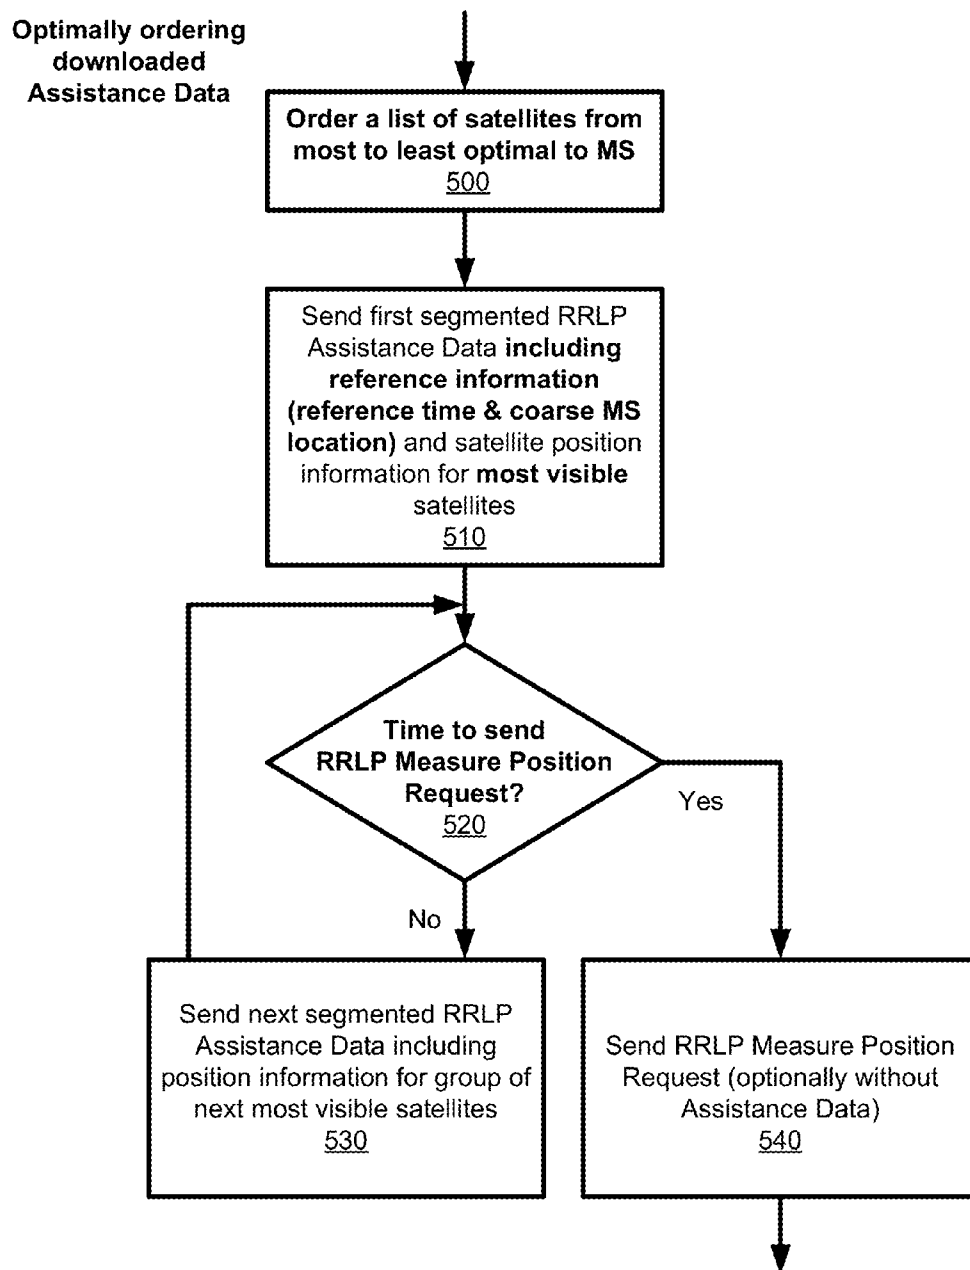 Optimally ordering
downloaded
Assistance Data
Order a list of satellites from
most to least optimal to MS
500
Send first segmented RRLP
Assistance Data including
reference information
(reference time & coarse MS
location) and satellite position
information for most visible
satellites
510
Time to send
RRLP Measure Position
Request?
520
Yes
No
Send next segmented RRLP
Assistance Data including
position information for group of
next most visible satellites
530
Send RRLP Measure Position
Request (optionally without
Assistance Data)
540